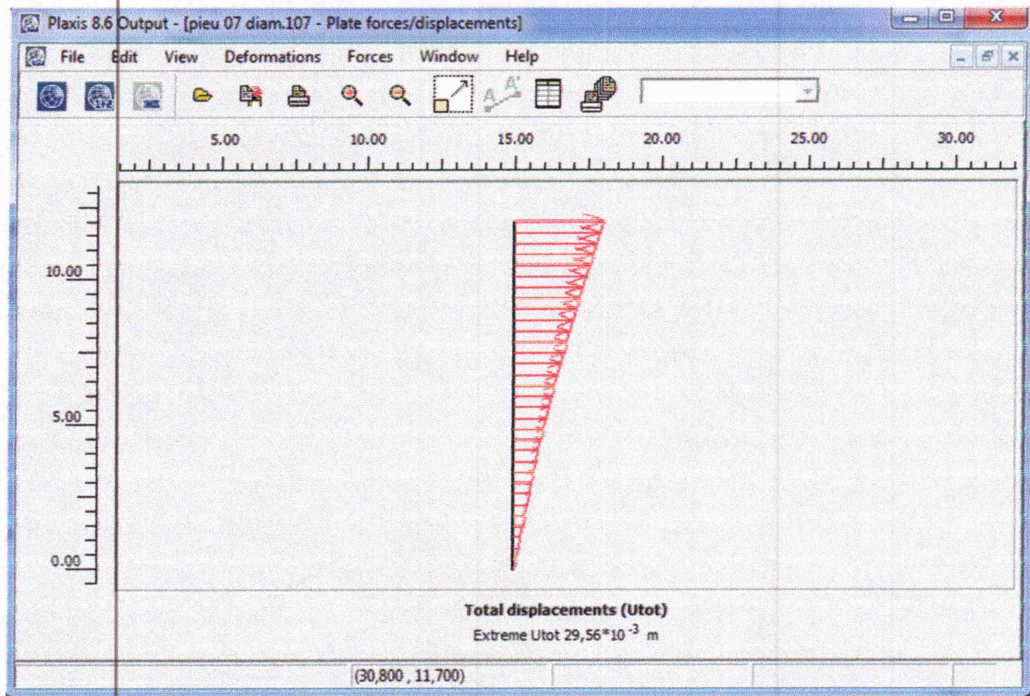 Plaxis 8.6 Output - [pieu 07 diam.107 - Plate forces/displacements]
File Edit View Deformations Forces Window Help
5.00 10.00 15.00 20.00 25.00 30.00
10.00
5.00
0.00
Total displacements (Utot)
Extreme Utot 29,56*10 -3 m
(30,800 , 11,700)